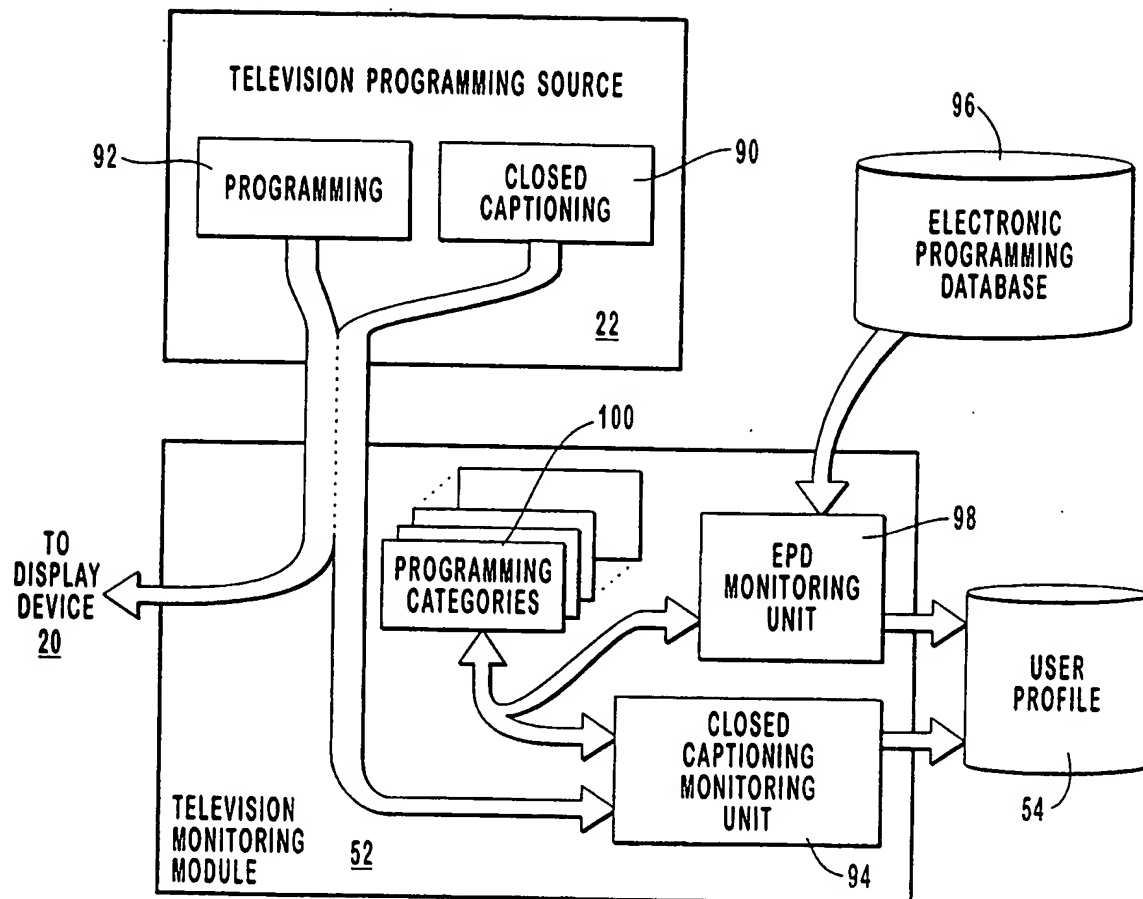 TELEVISION PROGRAMMING SOURCE
92
PROGRAMMING
CLOSED
CAPTIONING
90
22
96
ELECTRONIC
PROGRAMMING
DATABASE
100
PROGRAMMING
CATEGORIES
98
EPD
MONITORING
UNIT
TO
DISPLAY
DEVICE
20
USER
PROFILE
54
CLOSED
CAPTIONING
MONITORING
UNIT
94
TELEVISION
MONITORING
MODULE
52